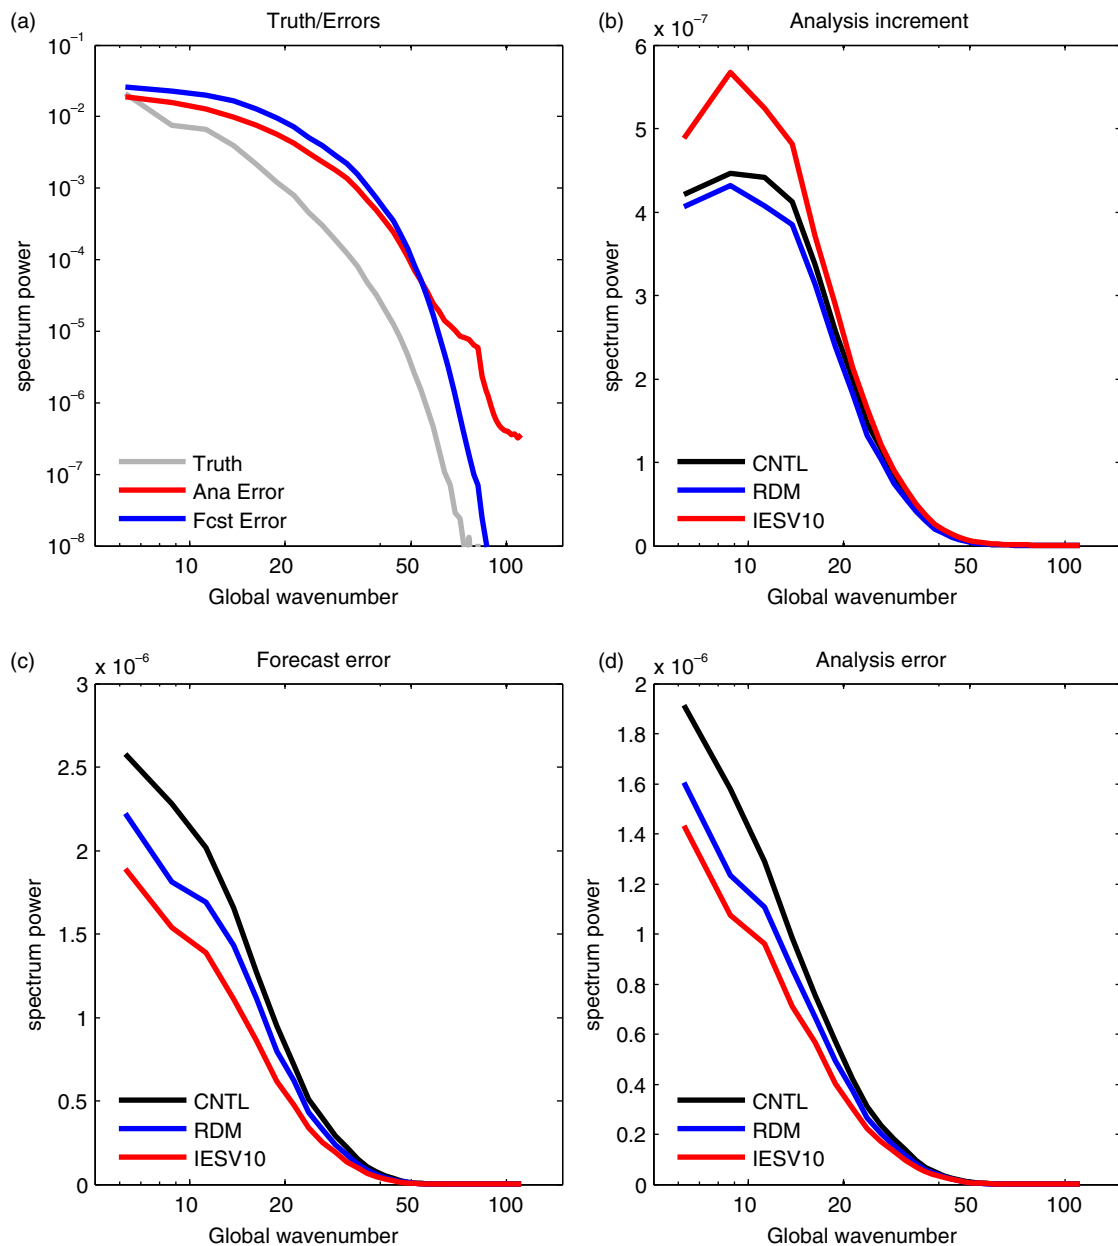 (a) Truth/Errors
10⁻¹
10⁻²
10⁻³
10⁻⁴
10⁻⁵
10⁻⁶
10⁻⁷
10⁻⁸
spectrum power
Truth
Ana Error
Fcst Error
10 20 50 100
Global wavenumber
(b) Analysis increment
x 10⁻⁷
6
5
4
3
2
1
0
spectrum power
CNTL
RDM
IESV10
10 20 50 100
Global wavenumber
(c) Forecast error
x 10⁻⁶
3
2.5
2
1.5
1
0.5
0
spectrum power
CNTL
RDM
IESV10
10 20 50 100
Global wavenumber
(d) Analysis error
x 10⁻⁶
2
1.8
1.6
1.4
1.2
1
0.8
0.6
0.4
0.2
0
spectrum power
CNTL
RDM
IESV10
10 20 50 100
Global wavenumber